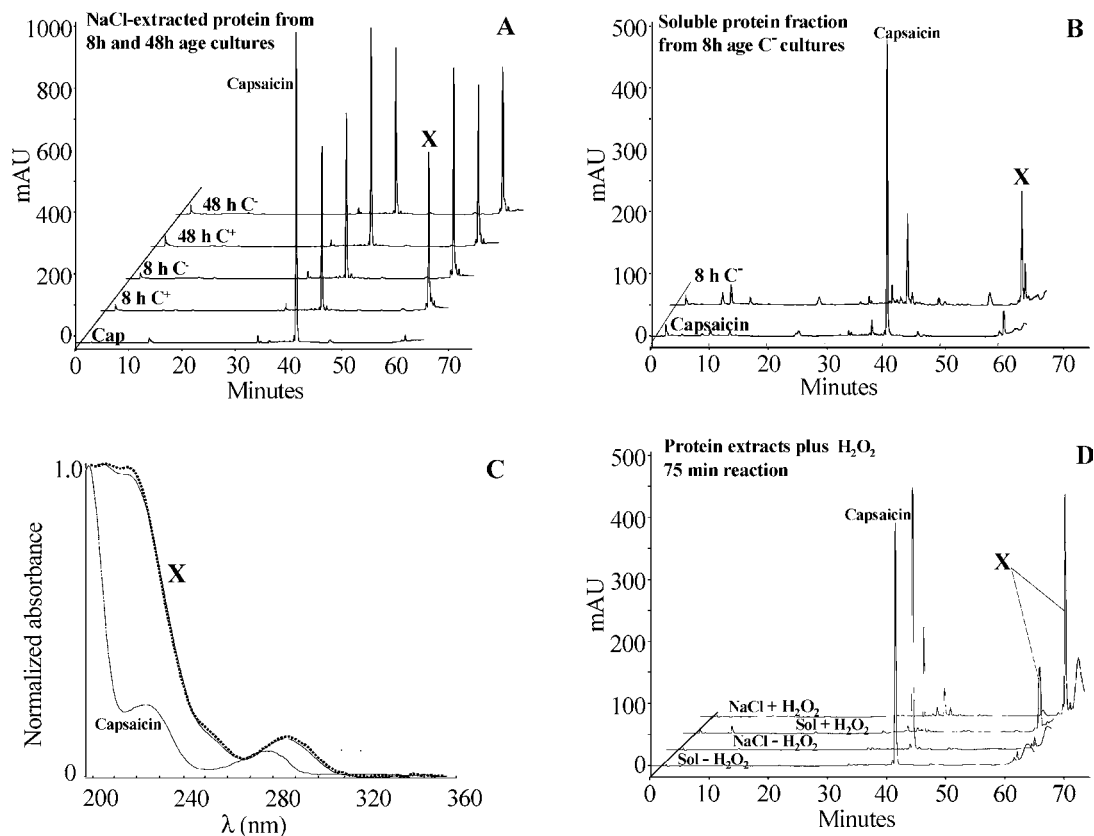 NaCl-extracted protein from
8h and 48h age cultures
A
1000
800
600
400
200
0
mAU
Capsaicin
X
48 h C-
48 h C+
8h C-
8 h C+
Cap
0 10 20 30 40 50 60 70
Minutes
Soluble protein fraction
from 8h age C- cultures
B
500
400
300
200
100
0
mAU
Capsaicin
X
8 h C-
Capsaicin
0 10 20 30 40 50 60 70
Minutes
C
1.0
0
Normalized absorbance
X
Capsaicin
200 240 280 320 360
λ (nm)
Protein extracts plus H2O2
75 min reaction
D
500
400
300
200
100
0
mAU
Capsaicin
X
NaCl + H2O2
Sol + H2O2
NaCl – H2O2
Sol – H2O2
0 10 20 30 40 50 60 70
Minutes